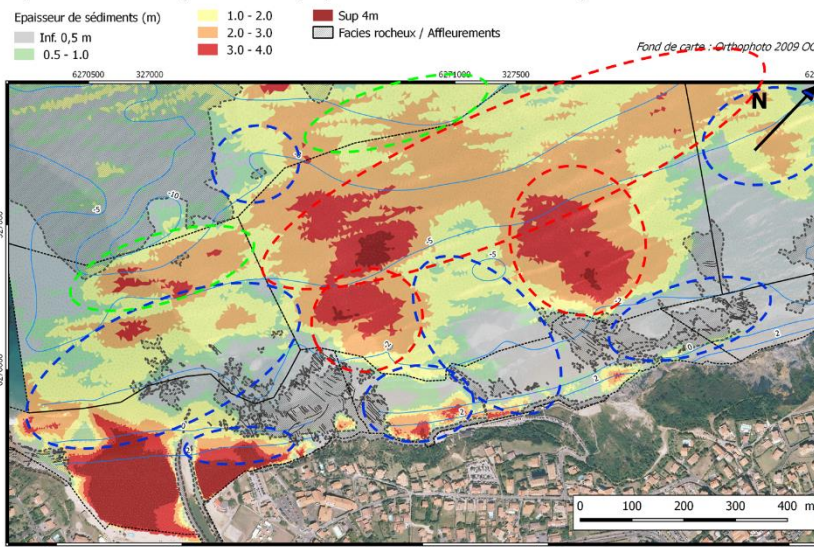 Epaisseur de sédiments (m)
Inf. 0,5 m
0.5 - 1.0
1.0 - 2.0
2.0 - 3.0
3.0 - 4.0
Sup 4m
Facies rocheux / Affleurements
Fond de carte : Orthophoto 2009
6270500 327000 6271000 327500
N
-5
-10
-5
-5
-2
-2
0
2
2
2
0
0 100 200 300 400 m